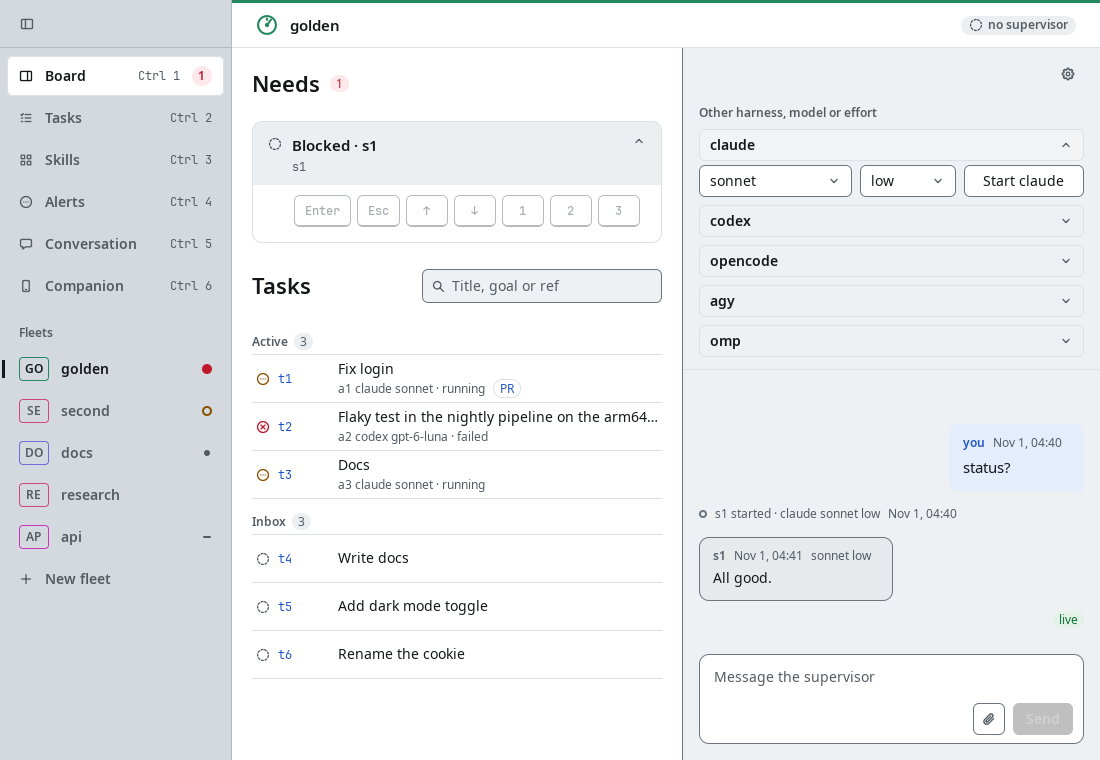 golden
no supervisor
Board Ctrl 1 1
Tasks Ctrl 2
Skills Ctrl 3
Alerts Ctrl 4
Conversation Ctrl 5
Companion Ctrl 6
Fleets
GO golden
SE second
DO docs
RE research
AP api
New fleet
Needs 1
Blocked · s1
s1
Enter Esc ↑ ↓ 1 2 3
Tasks
Title, goal or ref
Active 3
t1 Fix login
a1 claude sonnet · running PR
t2 Flaky test in the nightly pipeline on the arm64…
a2 codex gpt-6-luna · failed
t3 Docs
a3 claude sonnet · running
Inbox 3
t4 Write docs
t5 Add dark mode toggle
t6 Rename the cookie
Other harness, model or effort
claude
sonnet low Start claude
codex
opencode
agy
omp
you Nov 1, 04:40
status?
s1 started · claude sonnet low Nov 1, 04:40
s1 Nov 1, 04:41 sonnet low
All good.
live
Message the supervisor
Send